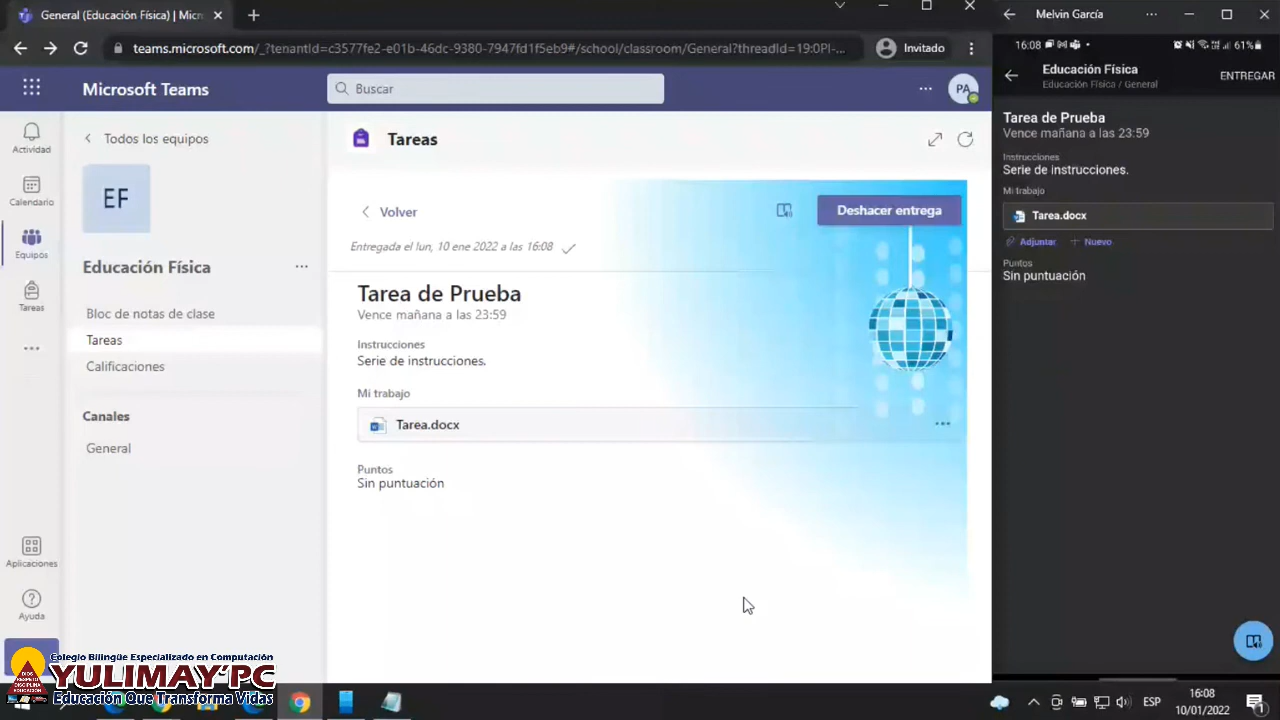 General (Educación Física) | Micr
teams.microsoft.com/_?tenantId=c3577fe2-e01b-46dc-9380-7947fd1f5eb9#/school/classroom/General?threadId=19:0PI-...
Invitado
Microsoft Teams
Buscar
PA
Actividad
Calendario
Equipos
Tareas
Aplicaciones
Ayuda
Todos los equipos
EF
Educación Física
Bloc de notas de clase
Tareas
Calificaciones
Canales
General
Tareas
Volver
Deshacer entrega
Entregada el lun, 10 ene 2022 a las 16:08
Tarea de Prueba
Vence mañana a las 23:59
Instrucciones
Serie de instrucciones.
Mi trabajo
Tarea.docx
Puntos
Sin puntuación
Melvin García
16:08
61%
Educación Física
Educación Física / General
ENTREGAR
Tarea de Prueba
Vence mañana a las 23:59
Instrucciones
Serie de instrucciones.
Mi trabajo
Tarea.docx
Adjuntar
Nuevo
Puntos
Sin puntuación
Colegio Bilingüe Especializado en Computación
DIOS
RESPETO
DISCIPLINA
EDUCACIÓN
YULIMAY'PC
Educación Que Transforma Vidas
ESP
16:08
10/01/2022
1